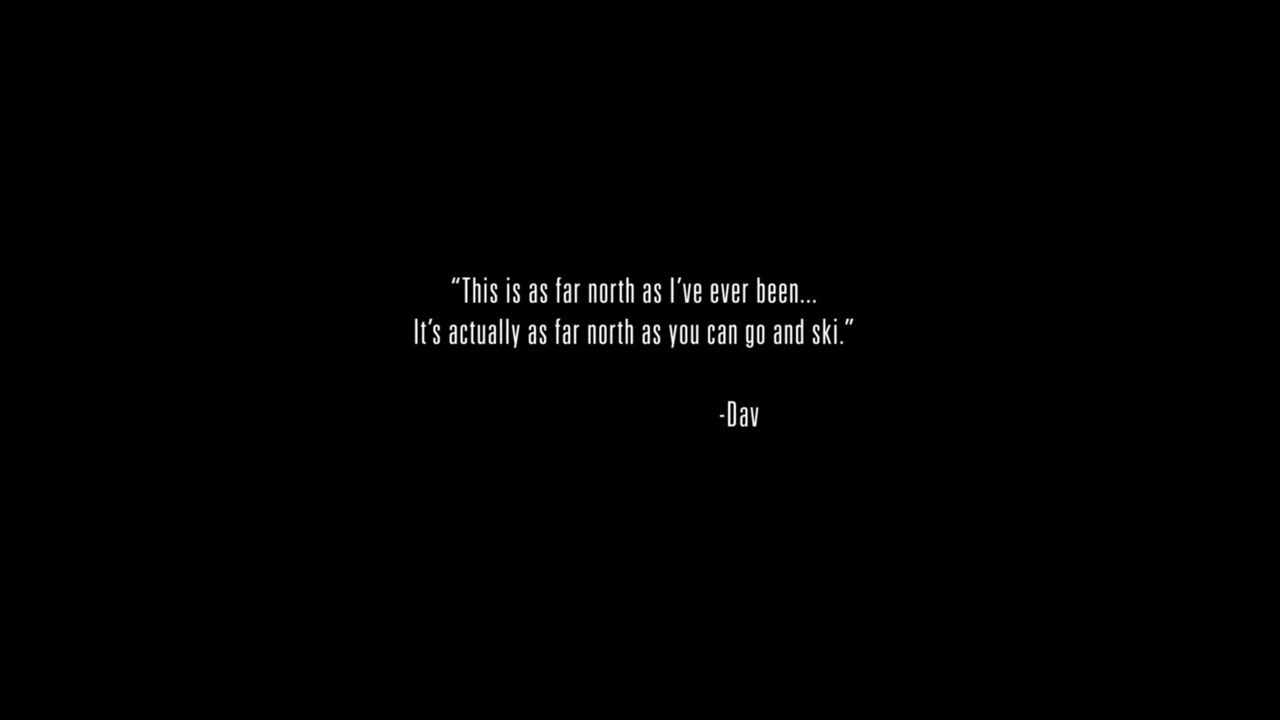 “This is as far north as I’ve ever been...
It’s actually as far north as you can go and ski.”
-Dav